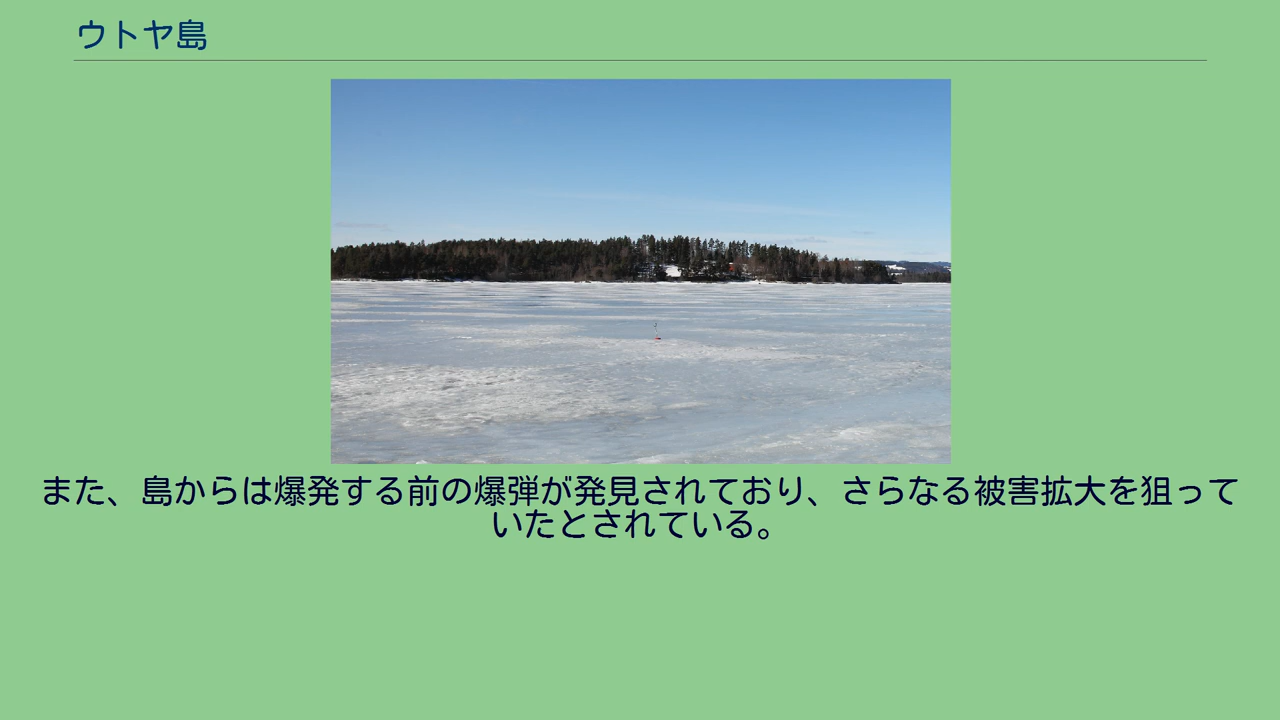 ウトヤ島
また、島からは爆発する前の爆弾が発見されており、さらなる被害拡大を狙って
いたとされている。